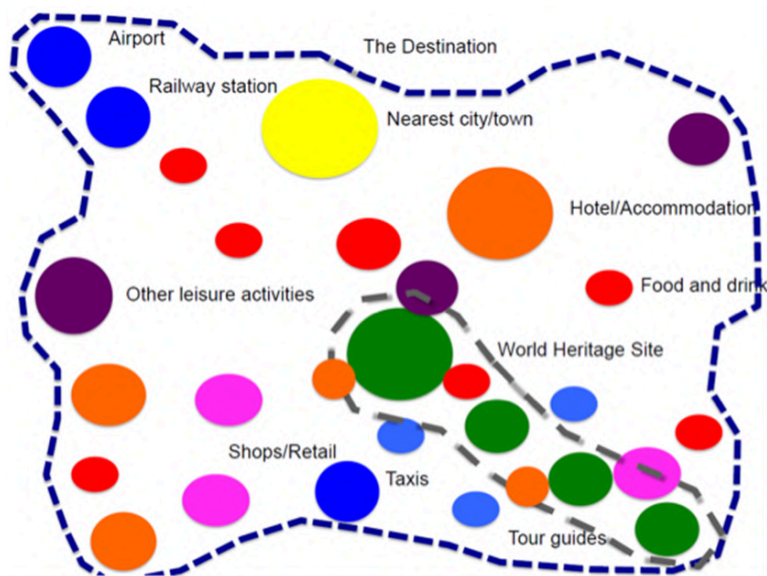 Airport
The Destination
Railway station
Nearest city/town
Hotel/Accommodation
Food and drink
Other leisure activities
World Heritage Site
Shops/Retail
Taxis
Tour guides